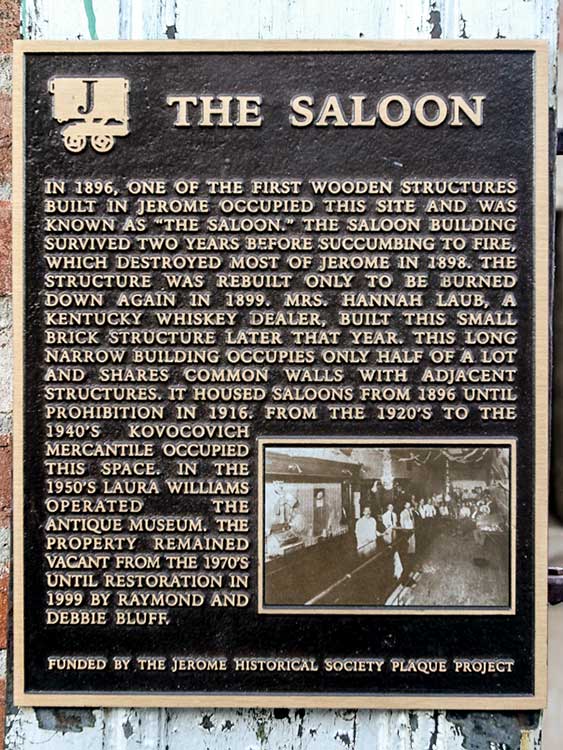 J
THE SALOON
IN 1896, ONE OF THE FIRST WOODEN STRUCTURES
BUILT IN JEROME OCCUPIED THIS SITE AND WAS
KNOWN AS "THE SALOON." THE SALOON BUILDING
SURVIVED TWO YEARS BEFORE SUCCUMBING TO FIRE,
WHICH DESTROYED MOST OF JEROME IN 1898. THE
STRUCTURE WAS REBUILT ONLY TO BE BURNED
DOWN AGAIN IN 1899. MRS. HANNAH LAUB, A
KENTUCKY WHISKEY DEALER, BUILT THIS SMALL
BRICK STRUCTURE LATER THAT YEAR. THIS LONG
NARROW BUILDING OCCUPIES ONLY HALF OF A LOT
AND SHARES COMMON WALLS WITH ADJACENT
STRUCTURES. IT HOUSED SALOONS FROM 1896 UNTIL
PROHIBITION IN 1916. FROM THE 1920'S TO THE
1940'S KOVOCOVICH
MERCANTILE OCCUPIED
THIS SPACE. IN THE
1950'S LAURA WILLIAMS
OPERATED THE
ANTIQUE MUSEUM. THE
PROPERTY REMAINED
VACANT FROM THE 1970'S
UNTIL RESTORATION IN
1999 BY RAYMOND AND
DEBBIE BLUFF.
FUNDED BY THE JEROME HISTORICAL SOCIETY PLAQUE PROJECT